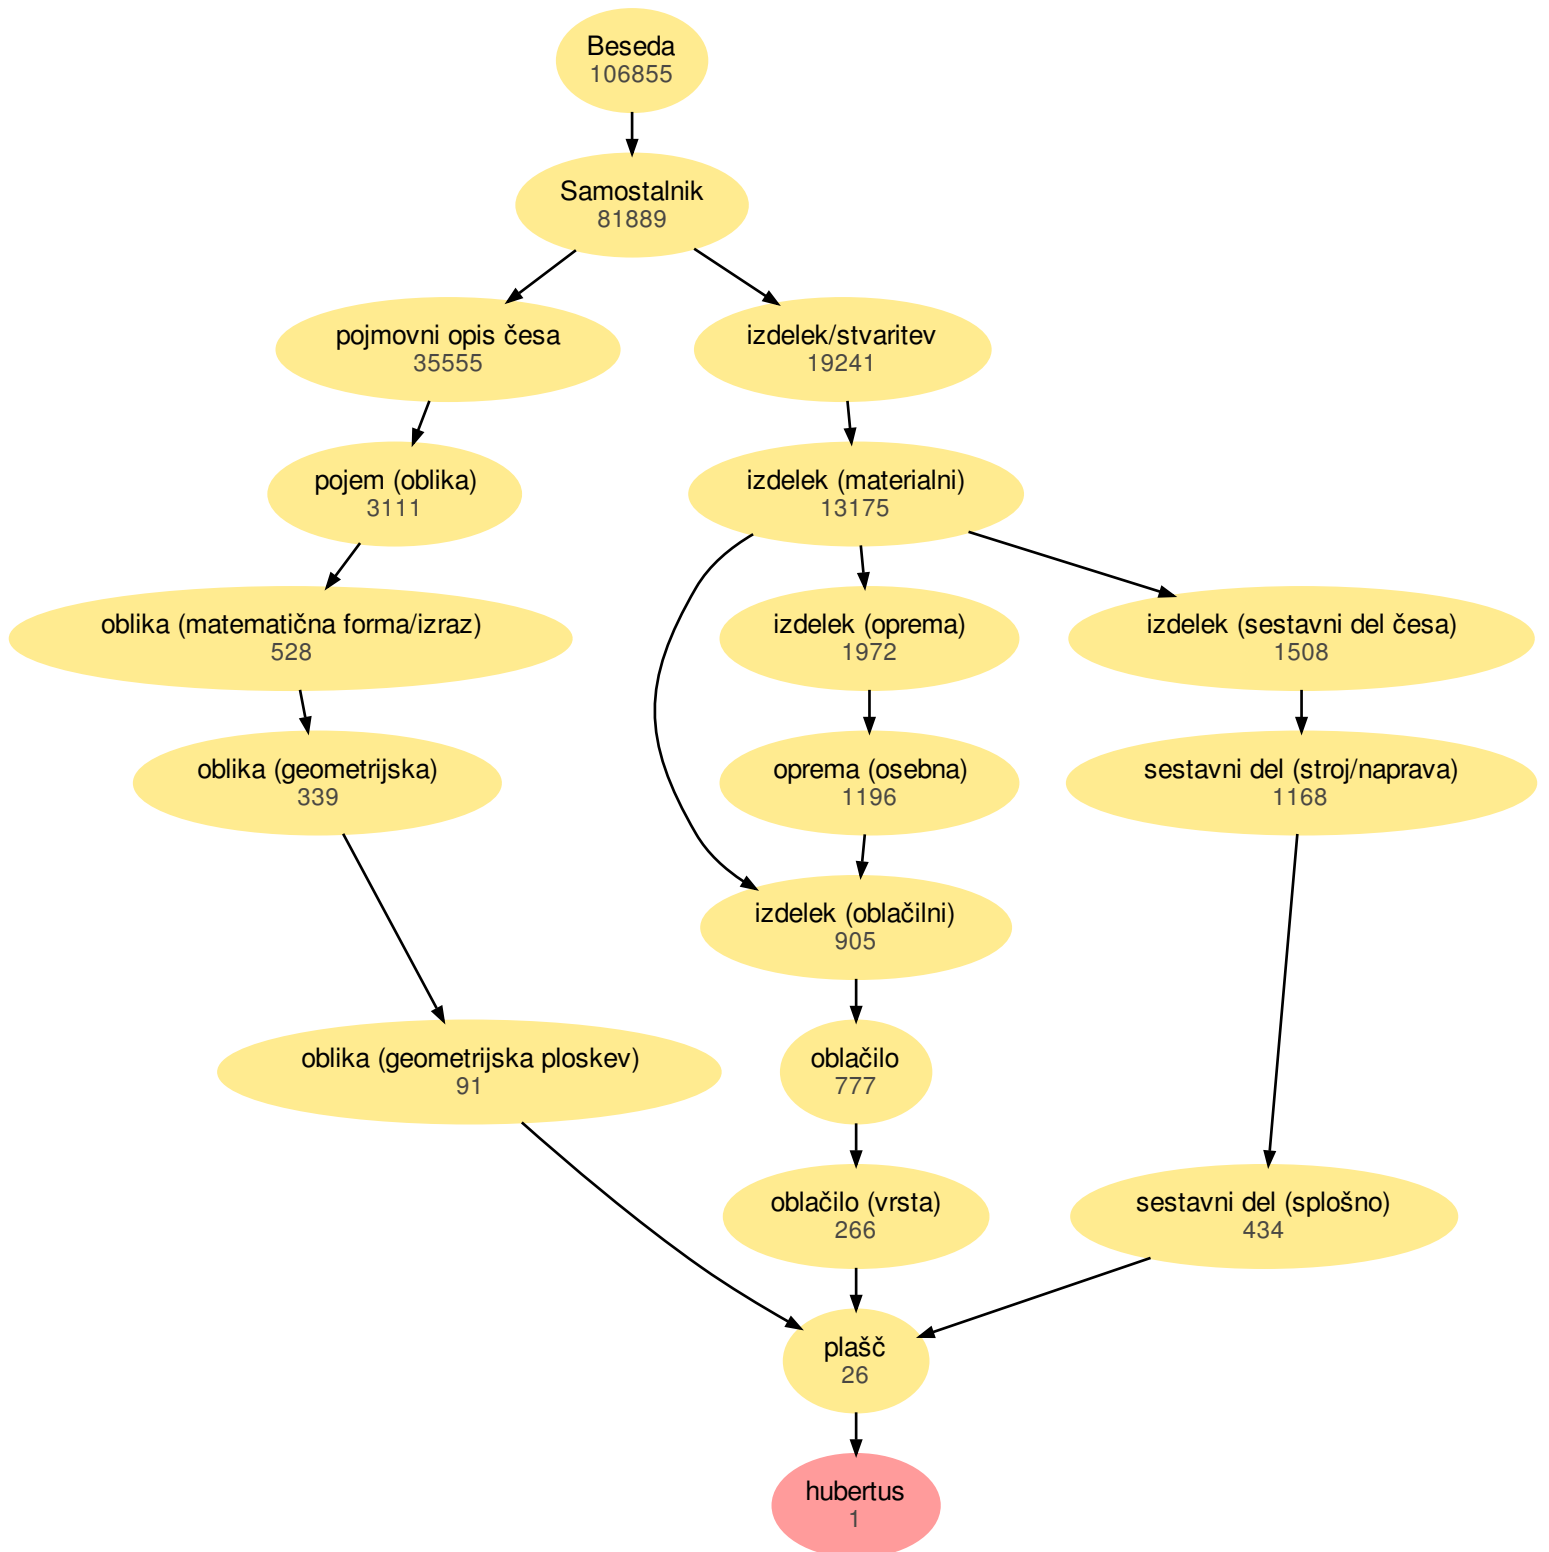 Beseda
106855
Samostalnik
81889
pojmovni opis česa
35555
izdelek/stvaritev
19241
pojem (oblika)
3111
izdelek (materialni)
13175
oblika (matematična forma/izraz)
528
izdelek (oprema)
1972
izdelek (sestavni del česa)
1508
oblika (geometrijska)
339
oprema (osebna)
1196
sestavni del (stroj/naprava)
1168
izdelek (oblačilni)
905
oblika (geometrijska ploskev)
91
oblačilo
777
oblačilo (vrsta)
266
sestavni del (splošno)
434
plašč
26
hubertus
1